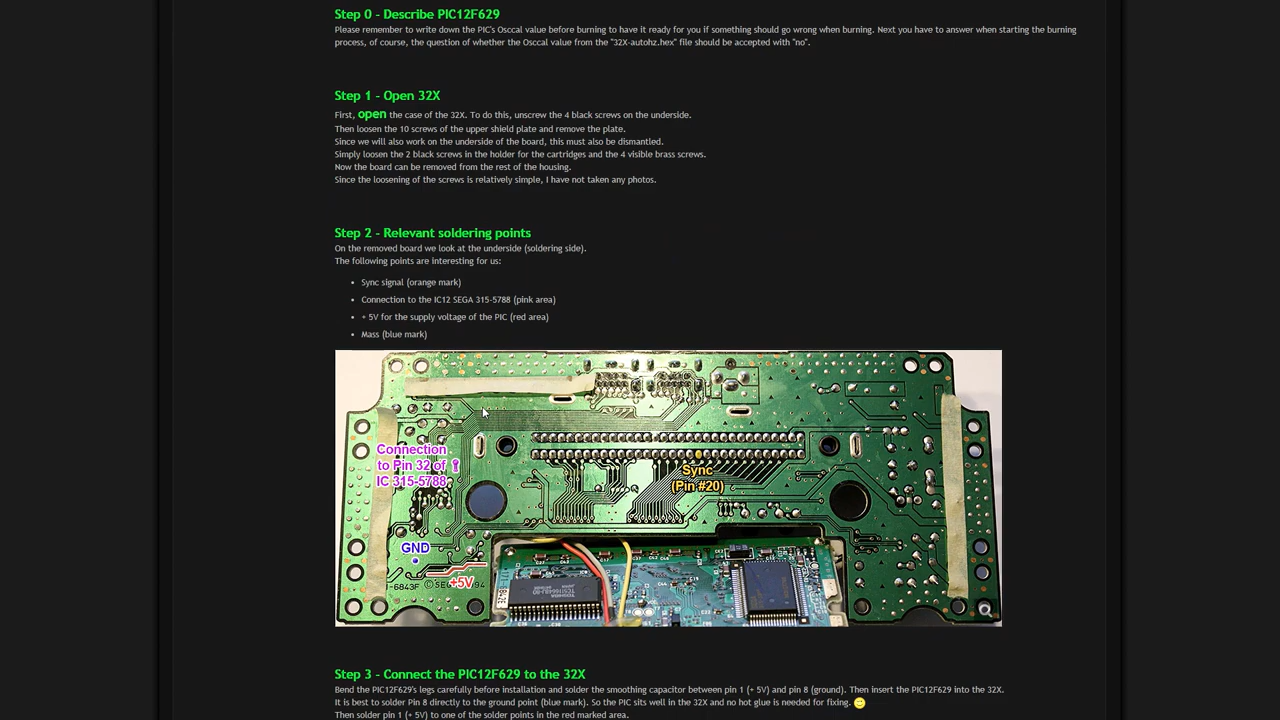 Step 0 - Describe PIC12F629
Please remember to write down the PIC's Osccal value before burning to have it ready for you if something should go wrong when burning. Next you have to answer when starting the burning
process, of course, the question of whether the Osccal value from the "32X-autohz.hex" file should be accepted with "no".
Step 1 - Open 32X
First, open the case of the 32X. To do this, unscrew the 4 black screws on the underside.
Then loosen the 10 screws of the upper shield plate and remove the plate.
Since we will also work on the underside of the board, this must also be dismantled.
Simply loosen the 2 black screws in the holder for the cartridges and the 4 visible brass screws.
Now the board can be removed from the rest of the housing.
Since the loosening of the screws is relatively simple, I have not taken any photos.
Step 2 - Relevant soldering points
On the removed board we look at the underside (soldering side).
The following points are interesting for us:
Sync signal (orange mark)
Connection to the IC12 SEGA 315-5788 (pink area)
+ 5V for the supply voltage of the PIC (red area)
Mass (blue mark)
Connection
to Pin 32 of
IC 315-5788
Sync
(Pin #20)
GND
+5V
Step 3 - Connect the PIC12F629 to the 32X
Bend the PIC12F629's legs carefully before installation and solder the smoothing capacitor between pin 1 (+ 5V) and pin 8 (ground). Then insert the PIC12F629 into the 32X.
It is best to solder Pin 8 directly to the ground point (blue mark). So the PIC sits well in the 32X and no hot glue is needed for fixing.
Then solder pin 1 (+ 5V) to one of the solder points in the red marked area.